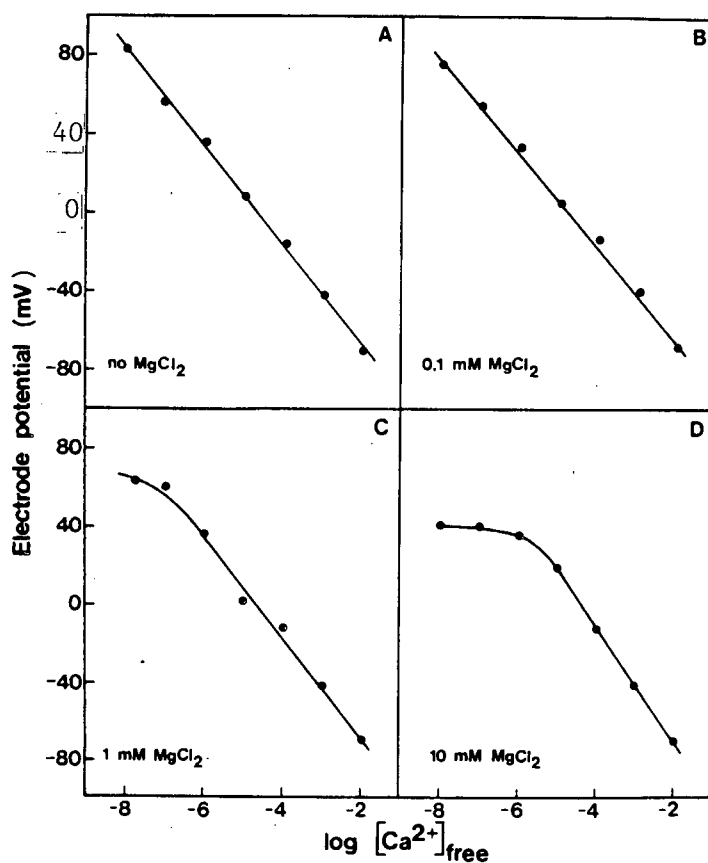 A
B
80
40
0
-40
-80
no MgCl2
0.1 mM MgCl2
C
D
80
40
0
-40
-80
1 mM MgCl2
10 mM MgCl2
-8
-6
-4
-2
-8
-6
-4
-2
Electrode potential (mV)
log [Ca2+]free